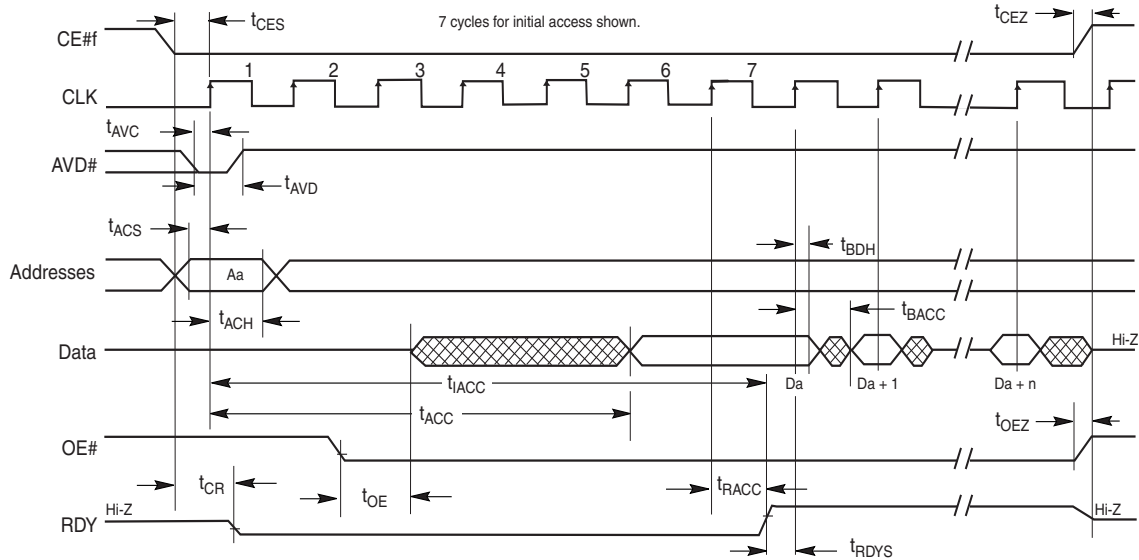 7 cycles for initial access shown.
tCES
tCEZ
CE#f
1 2 3 4 5 6 7
CLK
tAVC
AVD#
tAVD
tACS
tBDH
Addresses
Aa
tACH
tBACC
Data
Hi-Z
tIACC
Da
Da + 1
Da + n
tACC
tOEZ
OE#
tCR
tOE
tRACC
Hi-Z
Hi-Z
RDY
tRDYS